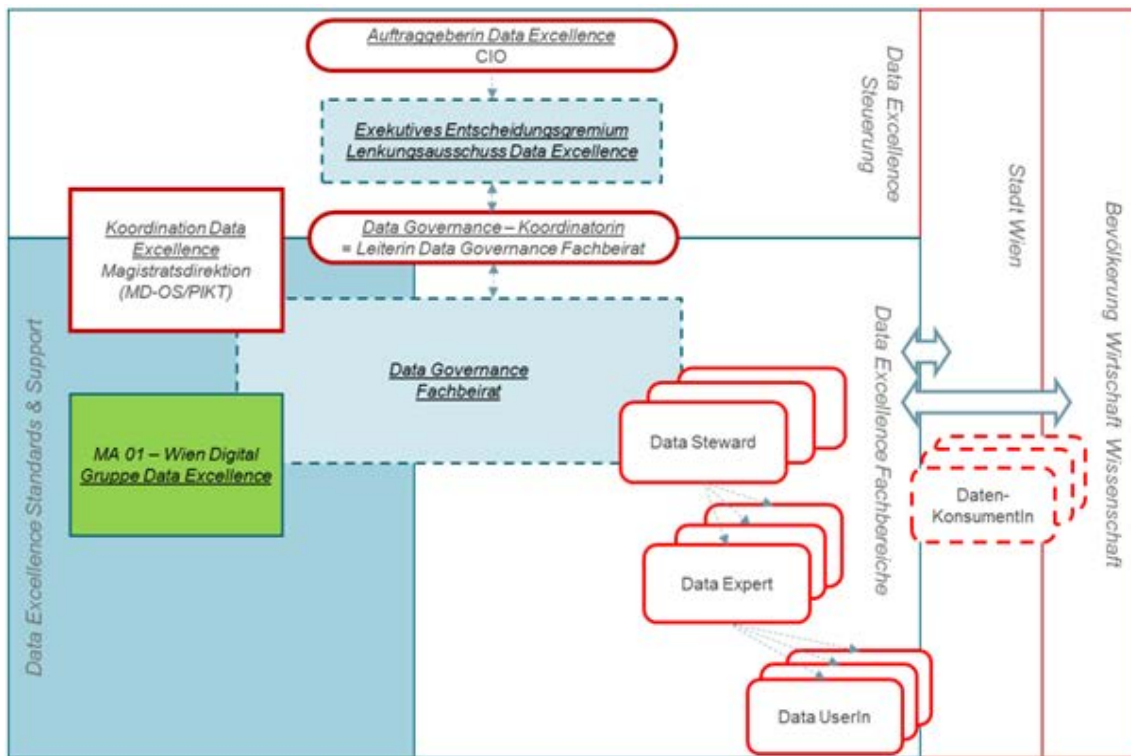 Auftraggeberin Data Excellence
CIO
Exekutives Entscheidungsgremium
Lenkungsausschuss Data Excellence
Data Excellence
Steuerung
Koordination Data
Excellence
Magistratsdirektion
(MD-OS/PIKT)
Data Governance – Koordinatorin
= Leiterin Data Governance Fachbeirat
Data Governance
Fachbeirat
MA 01 – Wien Digital
Gruppe Data Excellence
Data Excellence Standards & Support
Data Steward
Data Expert
Data UserIn
Data Excellence Fachbereiche
Stadt Wien
Daten-
KonsumentIn
Bevölkerung Wirtschaft Wissenschaft